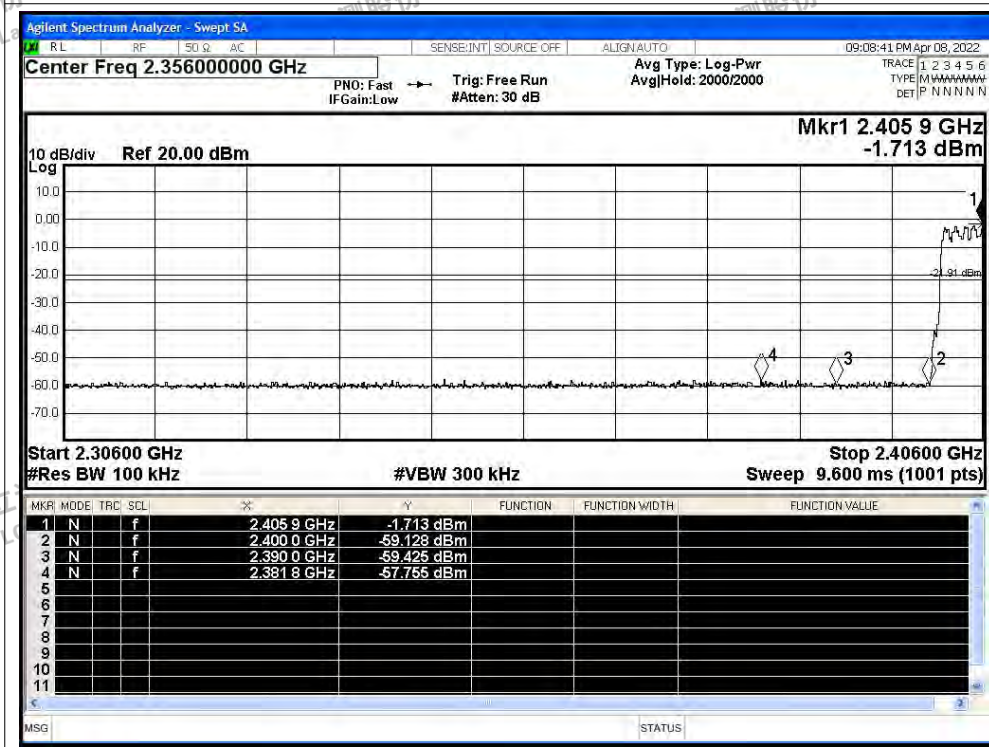 Agilent Spectrum Analyzer - Swept SA
RL RF 50 Ω AC SENSE:INT SOURCE OFF ALIGN AUTO 09:08:41 PM Apr 08, 2022
Center Freq 2.356000000 GHz
PNO: Fast
IFGain:Low
Trig: Free Run
#Atten: 30 dB
Avg Type: Log-Pwr
Avg|Hold: 2000/2000
TRACE 1 2 3 4 5 6
TYPE M
DET P N N N N N
Mkr1 2.405 9 GHz
-1.713 dBm
10 dB/div Ref 20.00 dBm
Log
10.0
0.00
-10.0
-20.0
-30.0
-40.0
-50.0
-60.0
-70.0
1
-21.91 dBm
4 3 2
Start 2.30600 GHz Stop 2.40600 GHz
#Res BW 100 kHz #VBW 300 kHz Sweep 9.600 ms (1001 pts)
MKR MODE TRC SCL X Y FUNCTION FUNCTION WIDTH FUNCTION VALUE
1 N f 2.405 9 GHz -1.713 dBm
2 N f 2.400 0 GHz -59.128 dBm
3 N f 2.390 0 GHz -59.425 dBm
4 N f 2.381 8 GHz -57.755 dBm
5
6
7
8
9
10
11
MSG STATUS